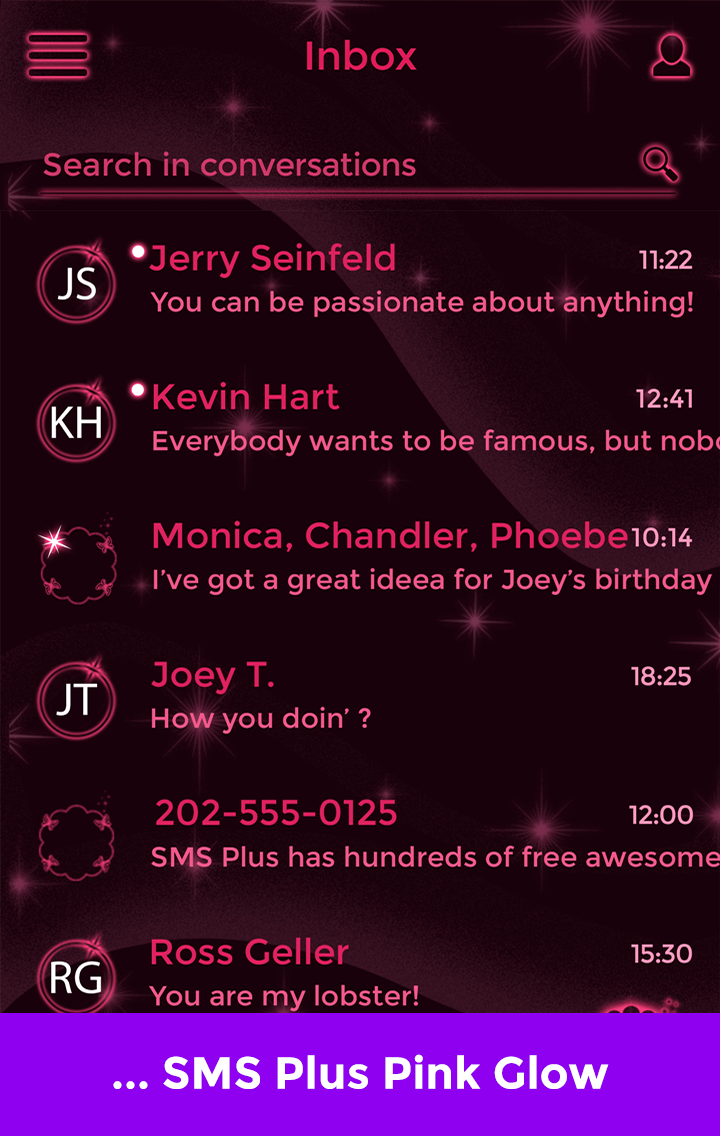 Inbox
Search in conversations
JS
Jerry Seinfeld
11:22
You can be passionate about anything!
KH
Kevin Hart
12:41
Everybody wants to be famous, but nob
Monica, Chandler, Phoebe
10:14
I’ve got a great ideea for Joey’s birthday
JT
Joey T.
18:25
How you doin’ ?
202-555-0125
12:00
SMS Plus has hundreds of free awesome
RG
Ross Geller
15:30
You are my lobster!
... SMS Plus Pink Glow